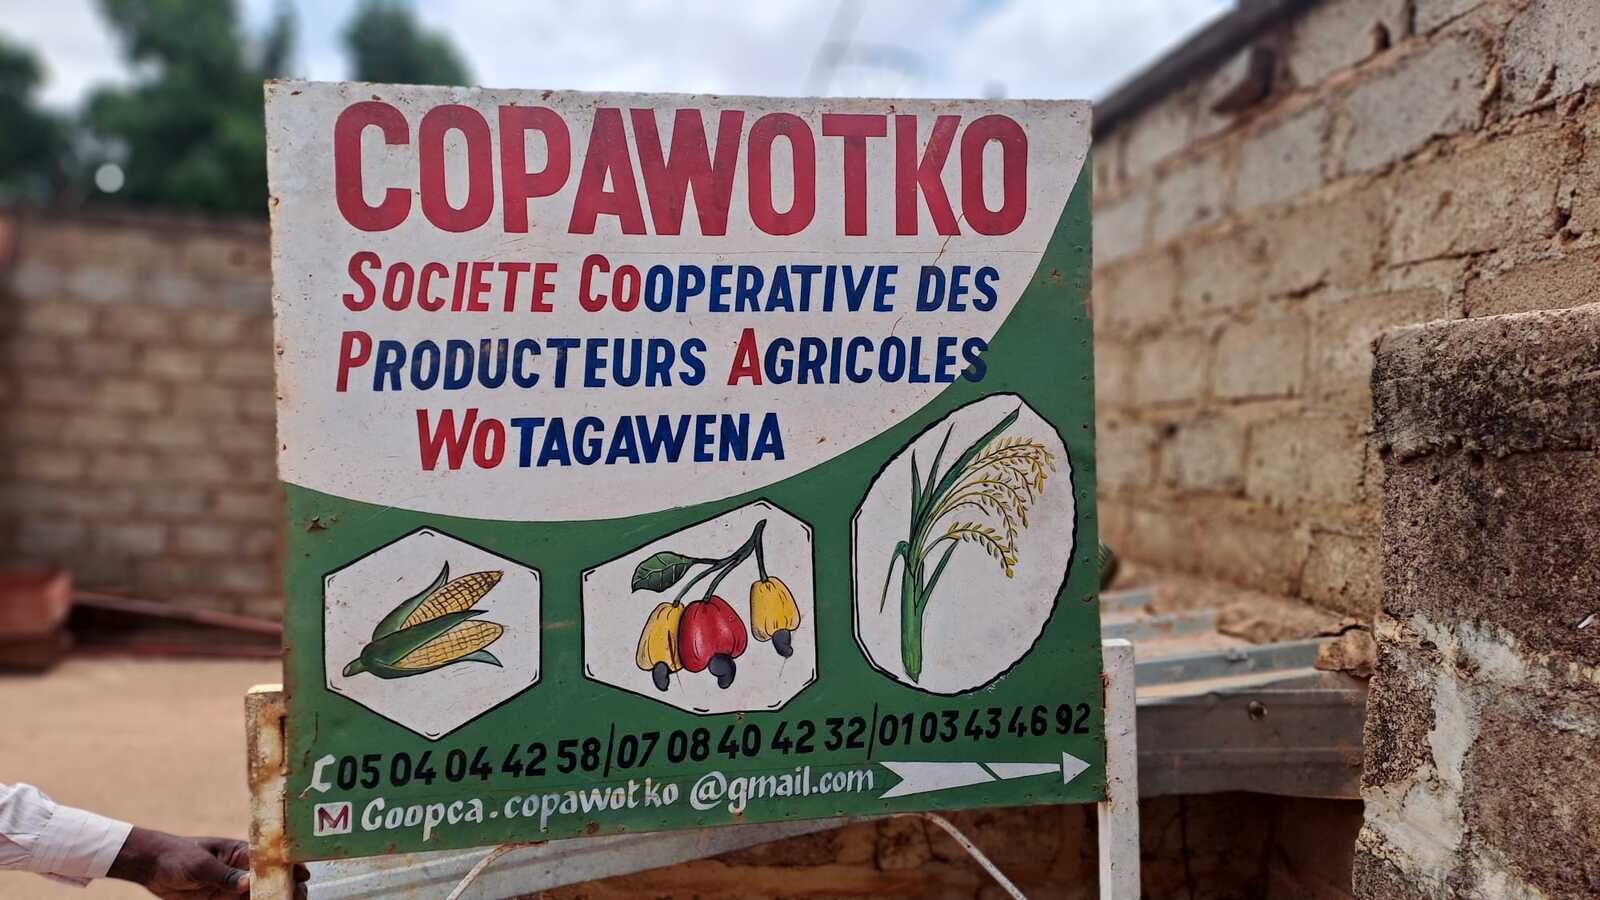 COPAWOTKO
SOCIETE COOPERATIVE DES
PRODUCTEURS AGRICOLES
WOTAGAWENA
05 04 04 42 58/07 08 40 42 32/01 03 43 46 92
M Coopca.copawotko @gmail.com